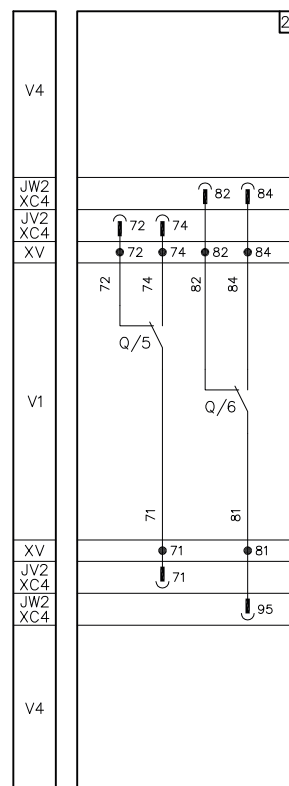 2
V4
JW2
XC4
82 84
JV2
XC4
72 74
XV
72 74 82 84
72 74 82 84
Q/5
Q/6
V1
71 81
XV
71 81
JV2
XC4
71
JW2
XC4
95
V4